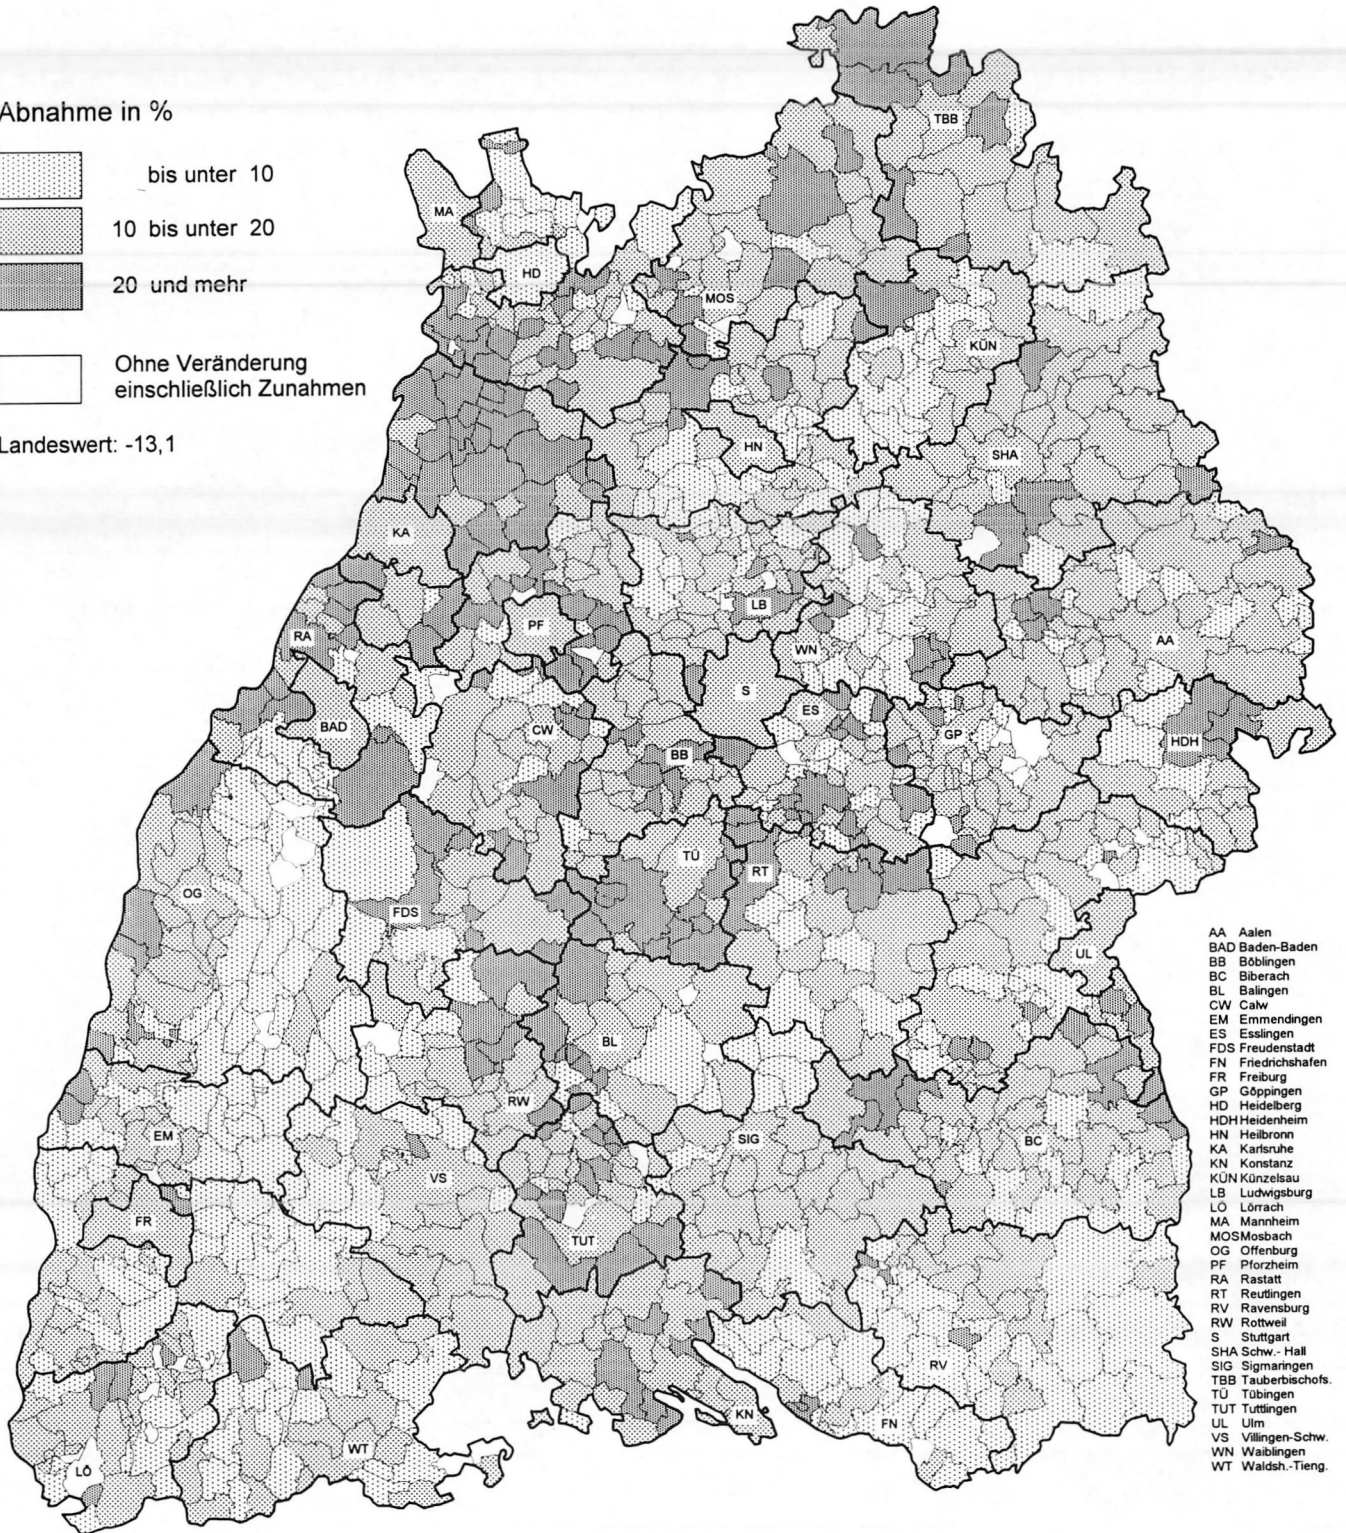 Abnahme in %
bis unter 10
10 bis unter 20
20 und mehr
Ohne Veränderung
einschließlich Zunahmen
Landeswert: -13,1
TBB
MA
HD
MOS
KÜN
HN
SHA
KA
LB
RA
PF
WN
AA
S
BAD
CW
ES
GP
HDH
BB
TÜ
RT
OG
FDS
UL
BL
RW
EM
SIG
BC
VS
FR
TUT
RV
KN
FN
WT
LÖ
AA Aalen
BAD Baden-Baden
BB Böblingen
BC Biberach
BL Balingen
CW Calw
EM Emmendingen
ES Esslingen
FDS Freudenstadt
FN Friedrichshafen
FR Freiburg
GP Göppingen
HD Heidelberg
HDH Heidenheim
HN Heilbronn
KA Karlsruhe
KN Konstanz
KÜN Künzelsau
LB Ludwigsburg
LÖ Lörrach
MA Mannheim
MOS Mosbach
OG Offenburg
PF Pforzheim
RA Rastatt
RT Reutlingen
RV Ravensburg
RW Rottweil
S Stuttgart
SHA Schw.- Hall
SIG Sigmaringen
TBB Tauberbischofs.
TÜ Tübingen
TUT Tuttlingen
UL Ulm
VS Villingen-Schw.
WN Waiblingen
WT Waldsh.-Tieng.